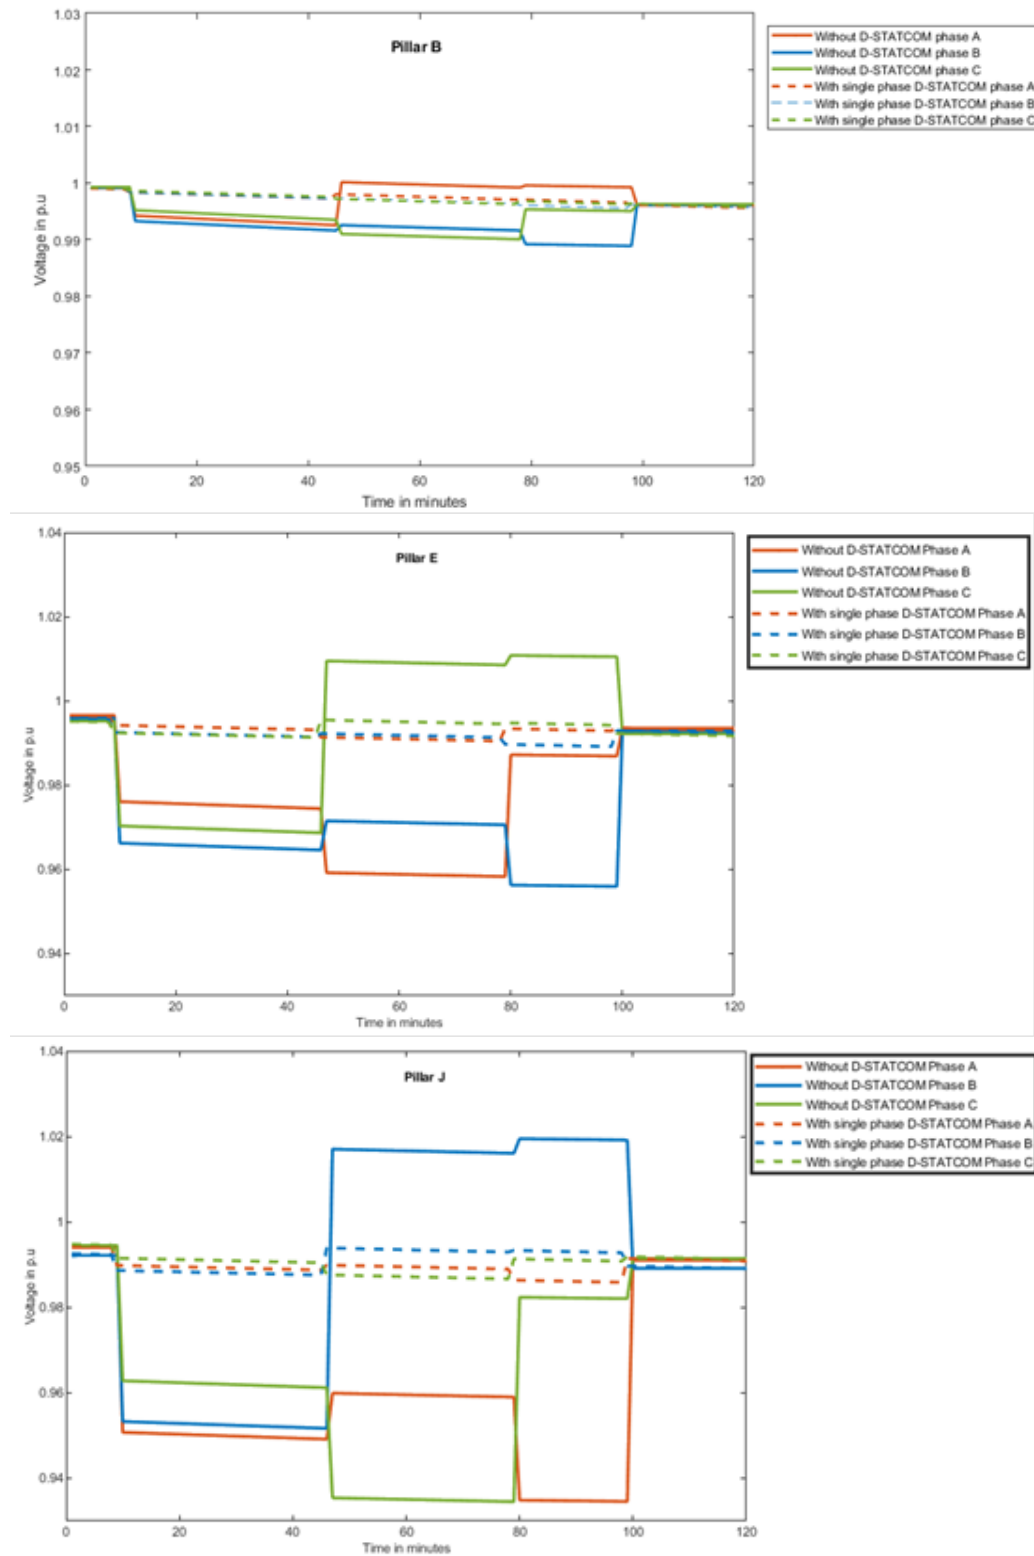 1.03
Pillar B
1.02
1.01
1
0.99
0.98
0.97
0.96
0.95
Voltage in p.u
0 20 40 60 80 100 120
Time in minutes
Without D-STATCOM phase A
Without D-STATCOM phase B
Without D-STATCOM phase C
With single phase D-STATCOM phase A
With single phase D-STATCOM phase B
With single phase D-STATCOM phase C
1.04
Pillar E
1.02
1
0.98
0.96
0.94
Voltage in p.u
0 20 40 60 80 100 120
Time in minutes
Without D-STATCOM Phase A
Without D-STATCOM Phase B
Without D-STATCOM Phase C
With single phase D-STATCOM Phase A
With single phase D-STATCOM Phase B
With single phase D-STATCOM Phase C
1.04
Pillar J
1.02
1
0.98
0.96
0.94
Voltage in p.u
0 20 40 60 80 100 120
Time in minutes
Without D-STATCOM Phase A
Without D-STATCOM Phase B
Without D-STATCOM Phase C
With single phase D-STATCOM Phase A
With single phase D-STATCOM Phase B
With single phase D-STATCOM Phase C